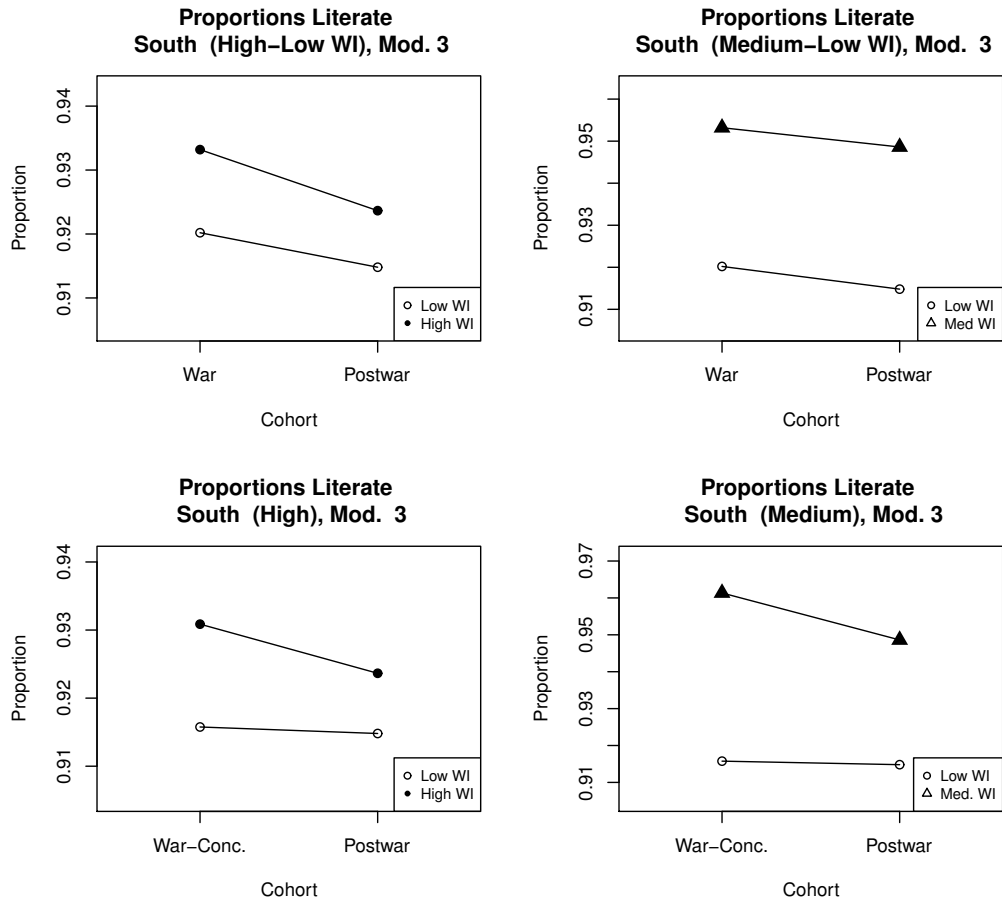 Proportions Literate
South (High−Low WI), Mod. 3
0.94
0.93
0.92
0.91
Proportion
Low WI
High WI
War
Postwar
Cohort
Proportions Literate
South (Medium−Low WI), Mod. 3
0.95
0.93
0.91
Proportion
Low WI
Med WI
War
Postwar
Cohort
Proportions Literate
South (High), Mod. 3
0.94
0.93
0.92
0.91
Proportion
Low WI
High WI
War−Conc.
Postwar
Cohort
Proportions Literate
South (Medium), Mod. 3
0.97
0.95
0.93
0.91
Proportion
Low WI
Med. WI
War−Conc.
Postwar
Cohort